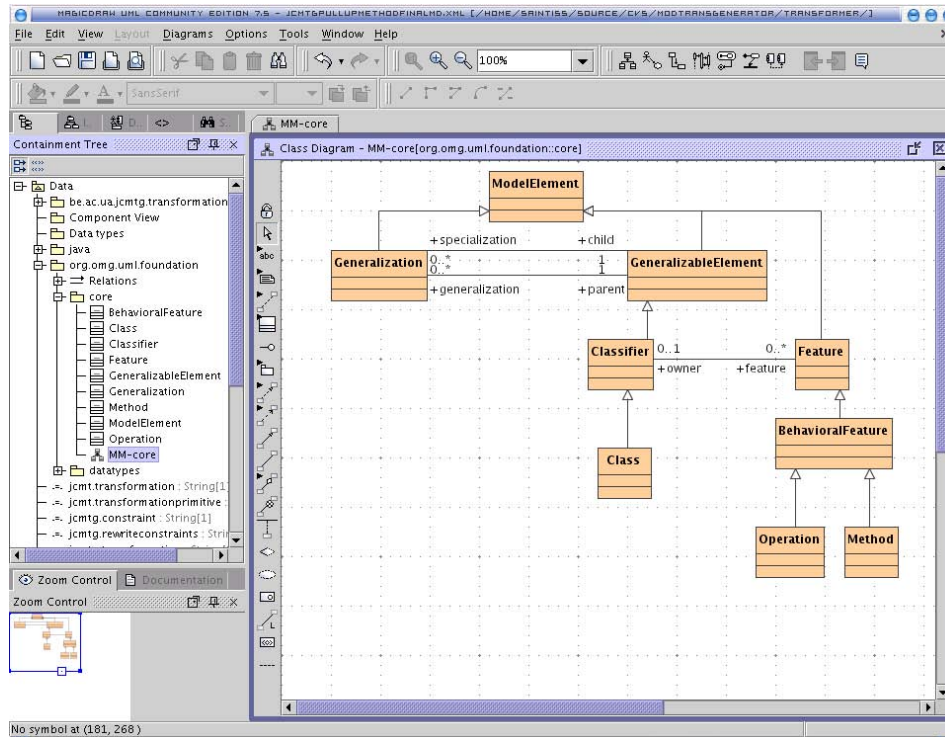 MAGICDRAW UML COMMUNITY EDITION 7.5 - JCMTGPULLUPMETHODFINALMD.XML [/HOME/SAINTISS/SOURCE/CVS/MODTRANSGENERATOR/TRANSFORMER/]
File Edit View Layout Diagrams Options Tools Window Help
100%
SansSerif
I.. D.. <> S..
MM-core
Containment Tree
Class Diagram - MM-core[org.omg.uml.foundation::core]
Data
be.ac.ua.jcmtg.transformation
Component View
Data types
java
org.omg.uml.foundation
Relations
core
BehavioralFeature
Class
Classifier
Feature
GeneralizableElement
Generalization
Method
ModelElement
Operation
MM-core
datatypes
jcmt.transformation : String[1]
jcmt.transformationprimitive :
jcmtg.constraint : String[1]
jcmtg.rewriteconstraints : Strin
Zoom Control Documentation
Zoom Control
abc
ModelElement
+specialization +child
Generalization 0..* 1 GeneralizableElement
0..* 1
+generalization +parent
Classifier 0..1 0..* Feature
+owner +feature
BehavioralFeature
Class
Operation Method
No symbol at (181, 268 )